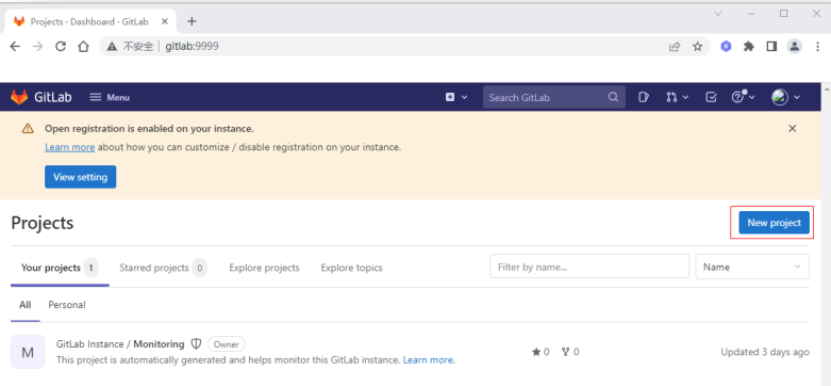 Projects · Dashboard · GitLab
不安全 | gitlab:9999
GitLab Menu Search GitLab
Open registration is enabled on your instance.
Learn more about how you can customize / disable registration on your instance.
View setting
Projects New project
Your projects 1 Starred projects 0 Explore projects Explore topics Filter by name... Name
All Personal
M GitLab Instance / Monitoring Owner 0 0 Updated 3 days ago
This project is automatically generated and helps monitor this GitLab instance. Learn more.